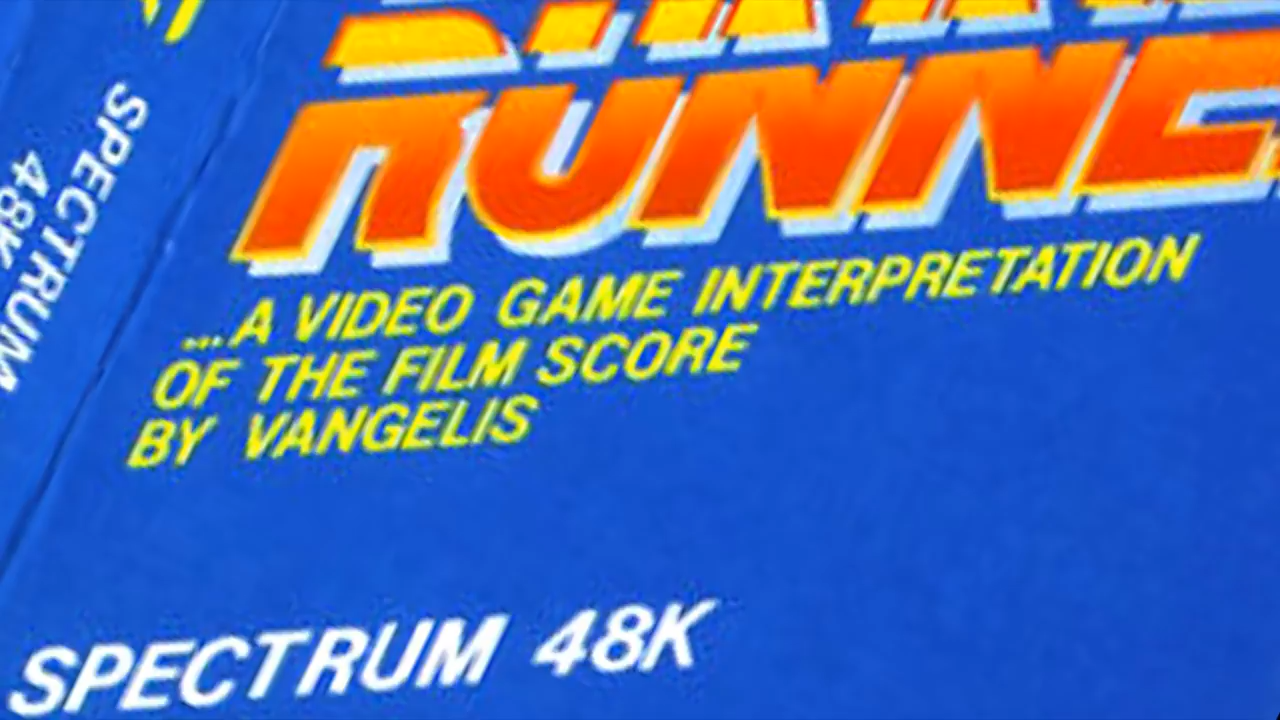 RUNNE
...A VIDEO GAME INTERPRETATION
OF THE FILM SCORE
BY VANGELIS
SPECTRUM 48K
SPECTRUM
48K